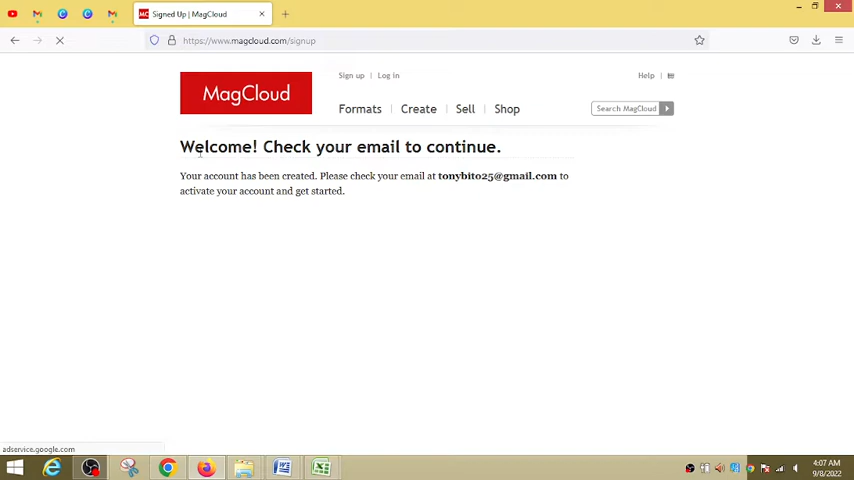 Signed Up | MagCloud
https://www.magcloud.com/signup
Sign up | Log in
Help
MagCloud
Formats | Create | Sell | Shop
Search MagCloud
Welcome! Check your email to continue.
Your account has been created. Please check your email at tonybito25@gmail.com to
activate your account and get started.
adservice.google.com
4:07 AM
9/8/2022